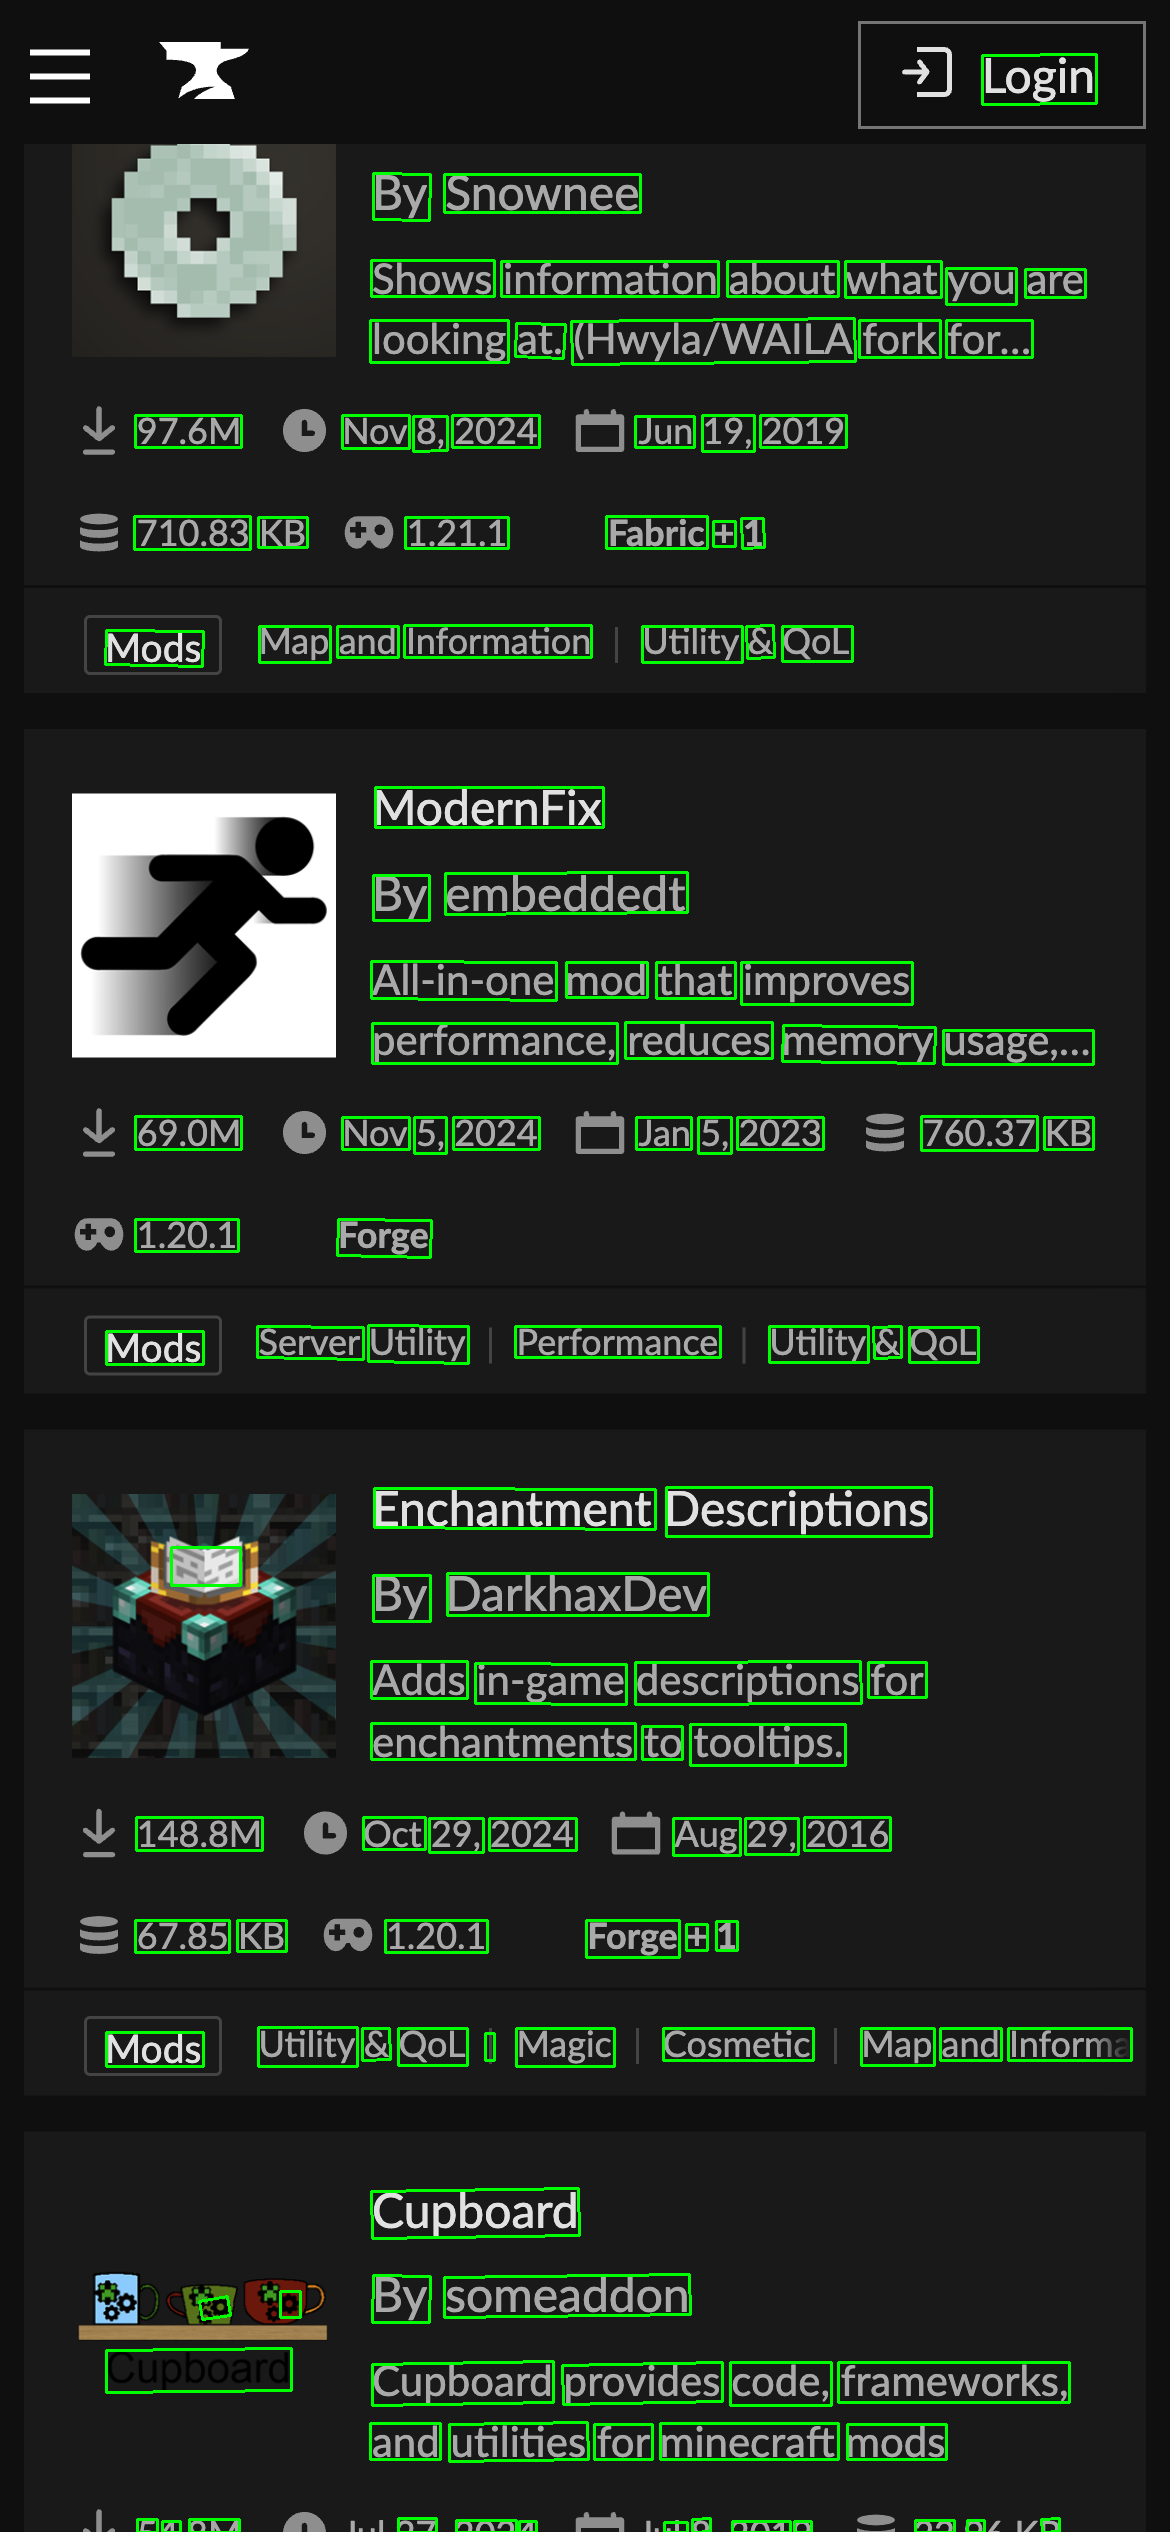 Login
By Snownee
Shows information about what you are
looking at. (Hwyla/WAILA fork for...
97.6M Nov 8, 2024 Jun 19, 2019
710.83 KB 1.21.1 Fabric + 1
Mods Map and Information | Utility & QoL
ModernFix
By embeddedt
All-in-one mod that improves
performance, reduces memory usage,...
69.0M Nov 5, 2024 Jan 5, 2023 760.37 KB
1.20.1 Forge
Mods Server Utility | Performance | Utility & QoL
Enchantment Descriptions
By DarkhaxDev
Adds in-game descriptions for
enchantments to tooltips.
148.8M Oct 29, 2024 Aug 29, 2016
67.85 KB 1.20.1 Forge + 1
Mods Utility & QoL | Magic | Cosmetic | Map and Informa
Cupboard
By someaddon
Cupboard
Cupboard provides code, frameworks,
and utilities for minecraft mods